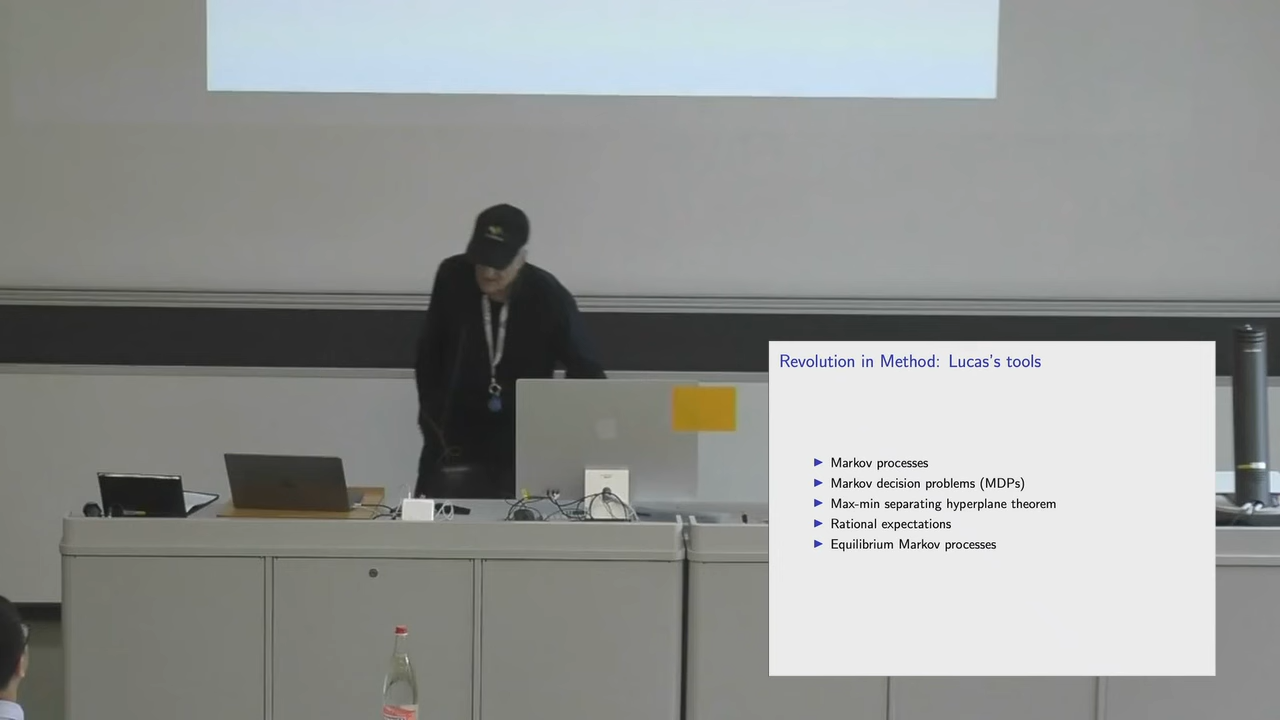 Revolution in Method: Lucas's tools
Markov processes
Markov decision problems (MDPs)
Max-min separating hyperplane theorem
Rational expectations
Equilibrium Markov processes